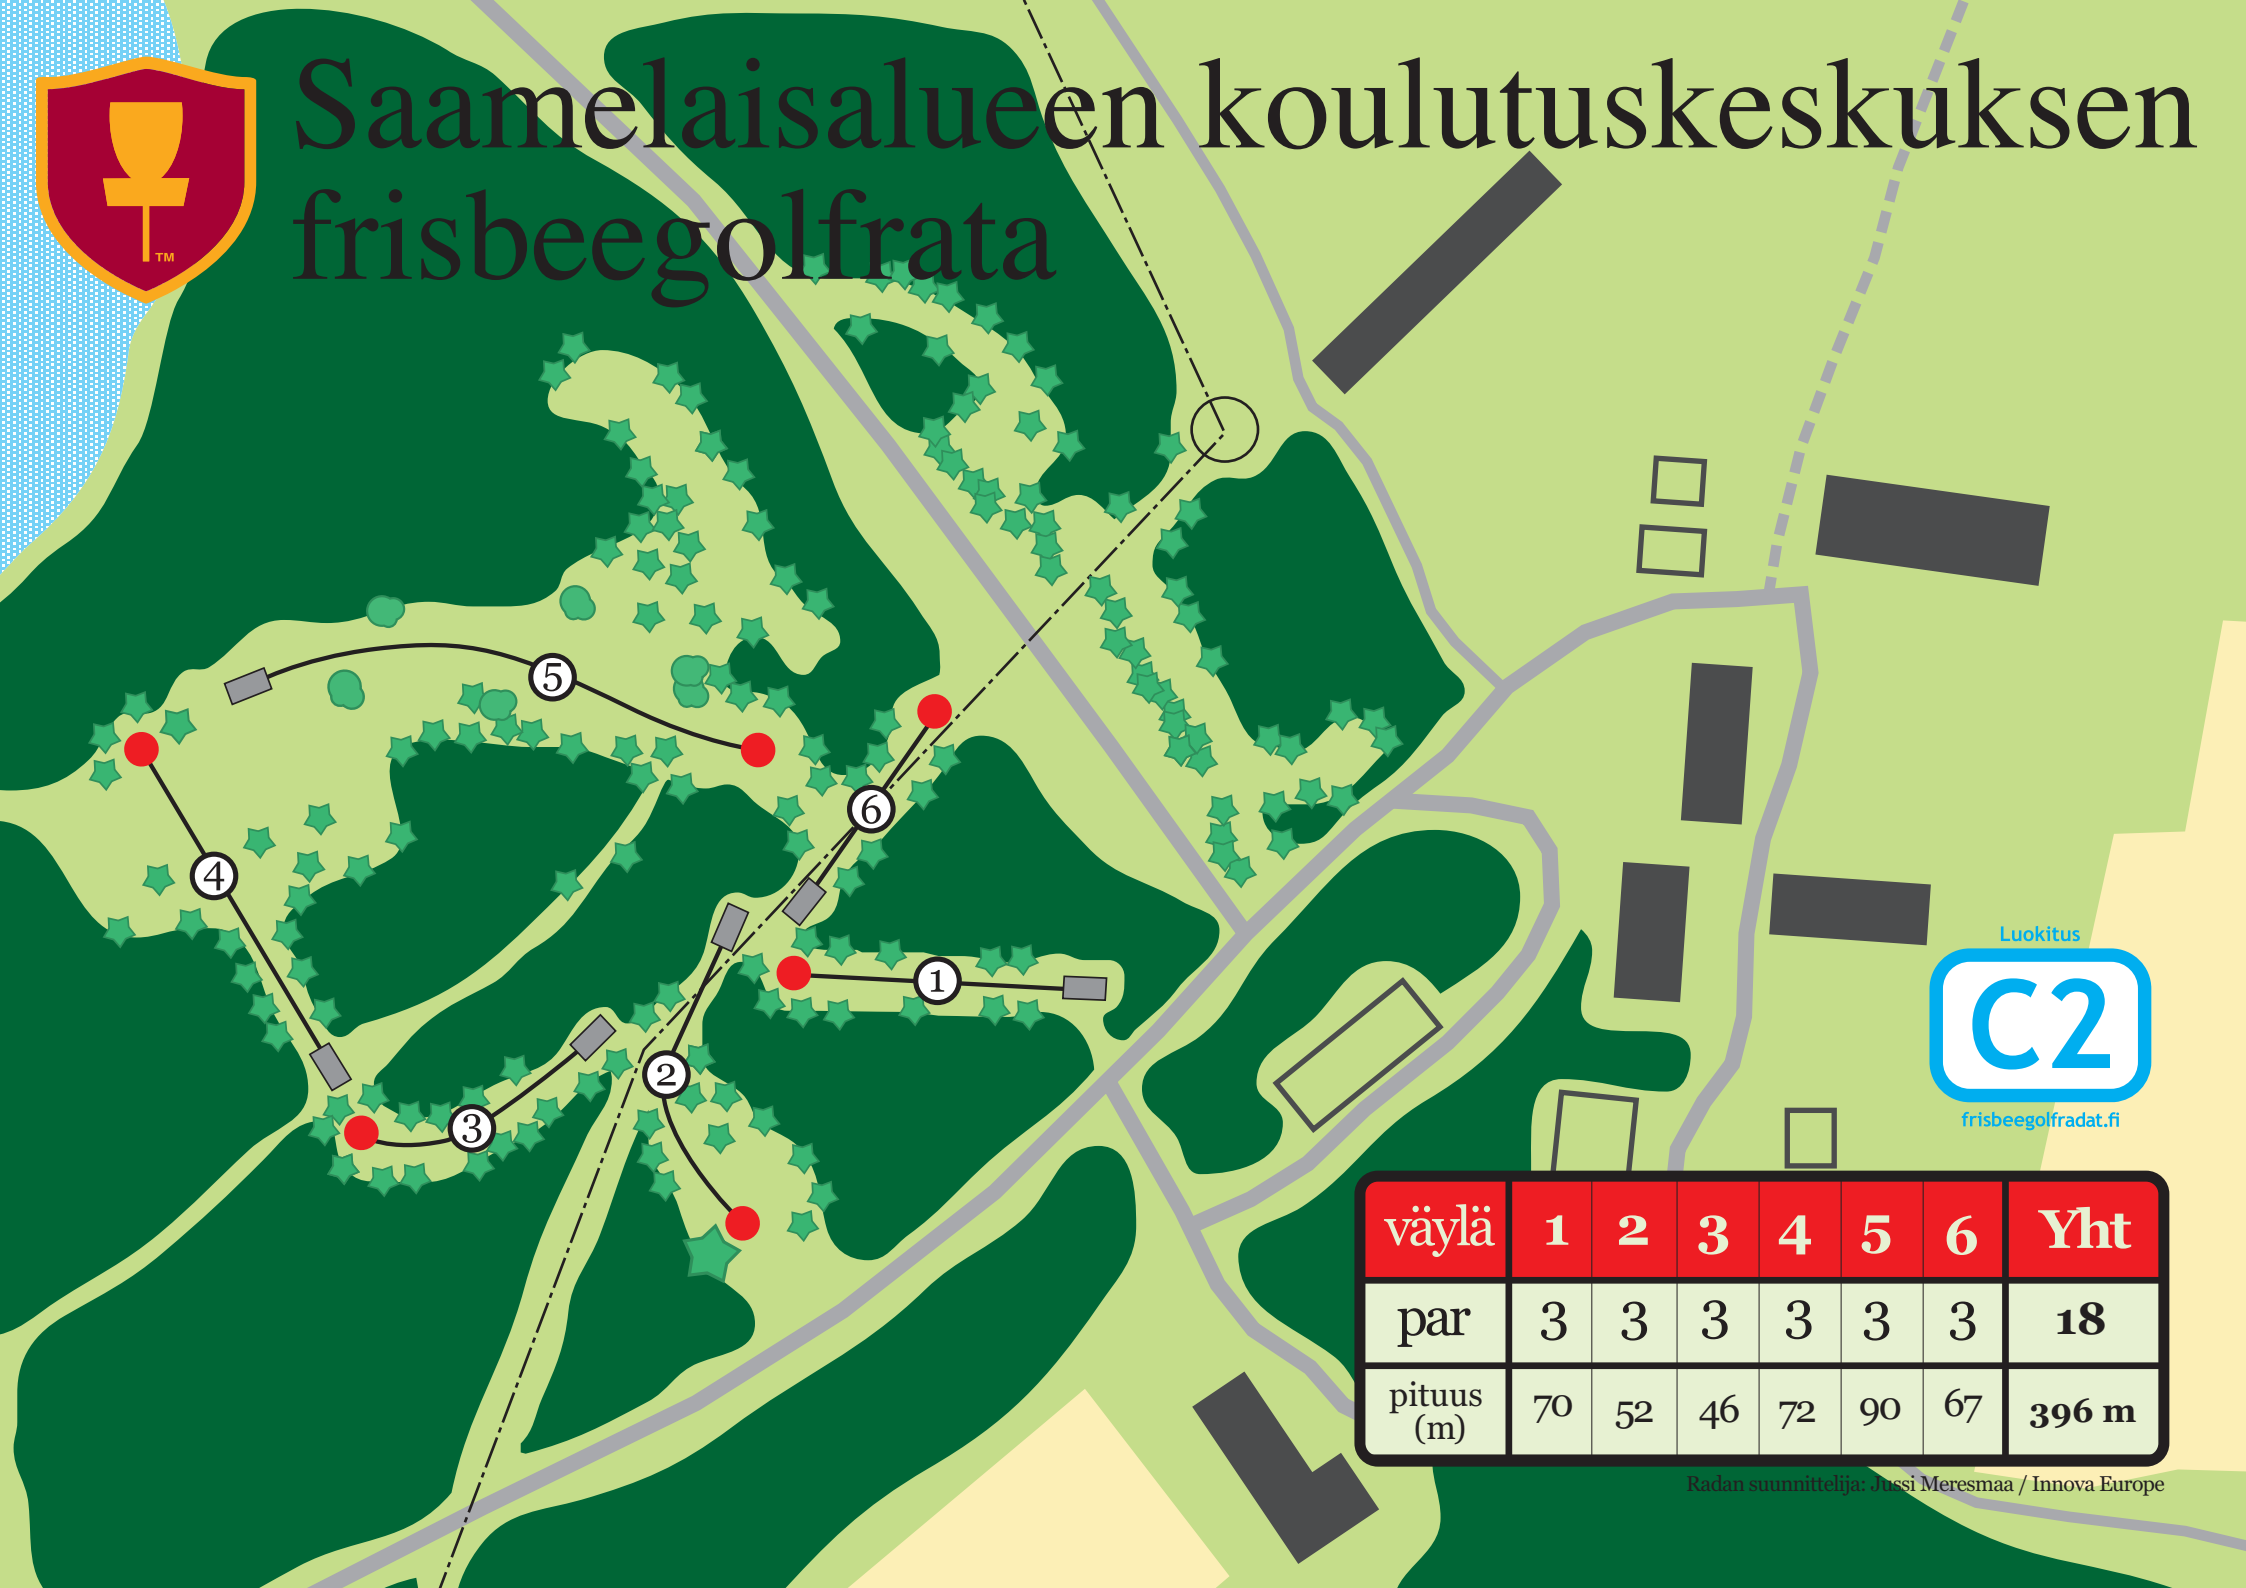 Saamelaisalueen koulutuskeskuksen
frisbeegolfrata
TM
5
6
4
1
2
3
Luokitus
C2
frisbeegolfradat.fi
väylä 1 2 3 4 5 6 Yht
par 3 3 3 3 3 3 18
pituus (m) 70 52 46 72 90 67 396 m
Radan suunnittelija: Jussi Meresmaa / Innova Europe